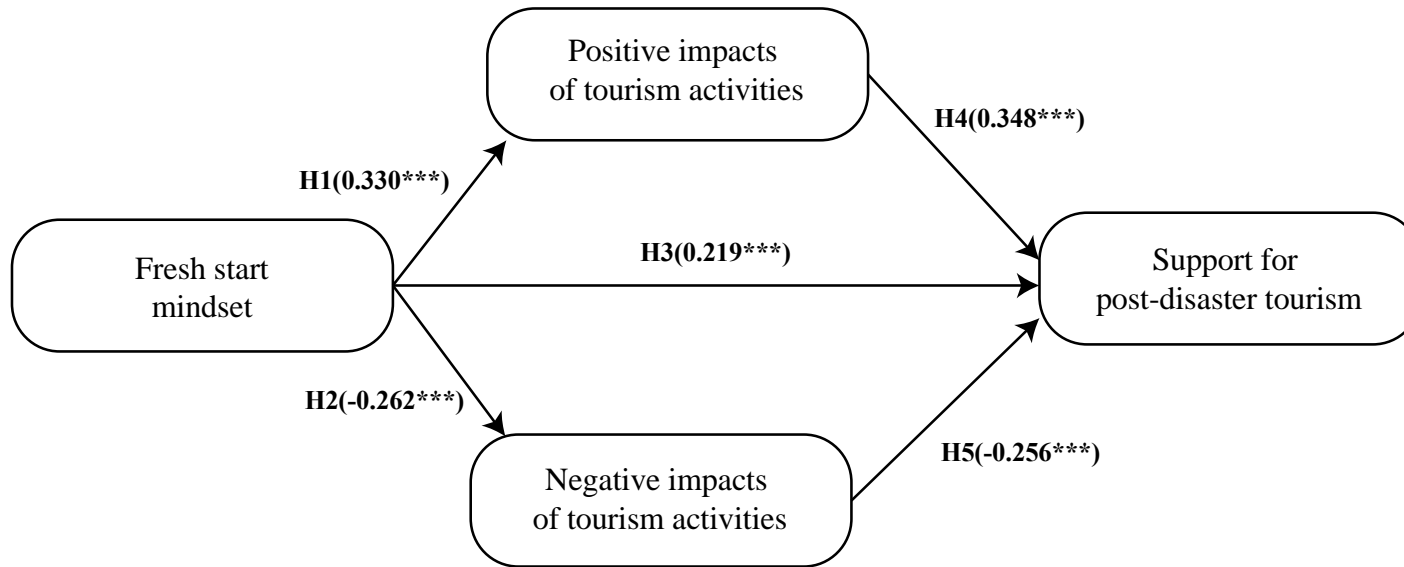 Positive impacts
of tourism activities
H4(0.348***)
H1(0.330***)
H3(0.219***)
Fresh start
mindset
Support for
post-disaster tourism
H2(-0.262***)
H5(-0.256***)
Negative impacts
of tourism activities